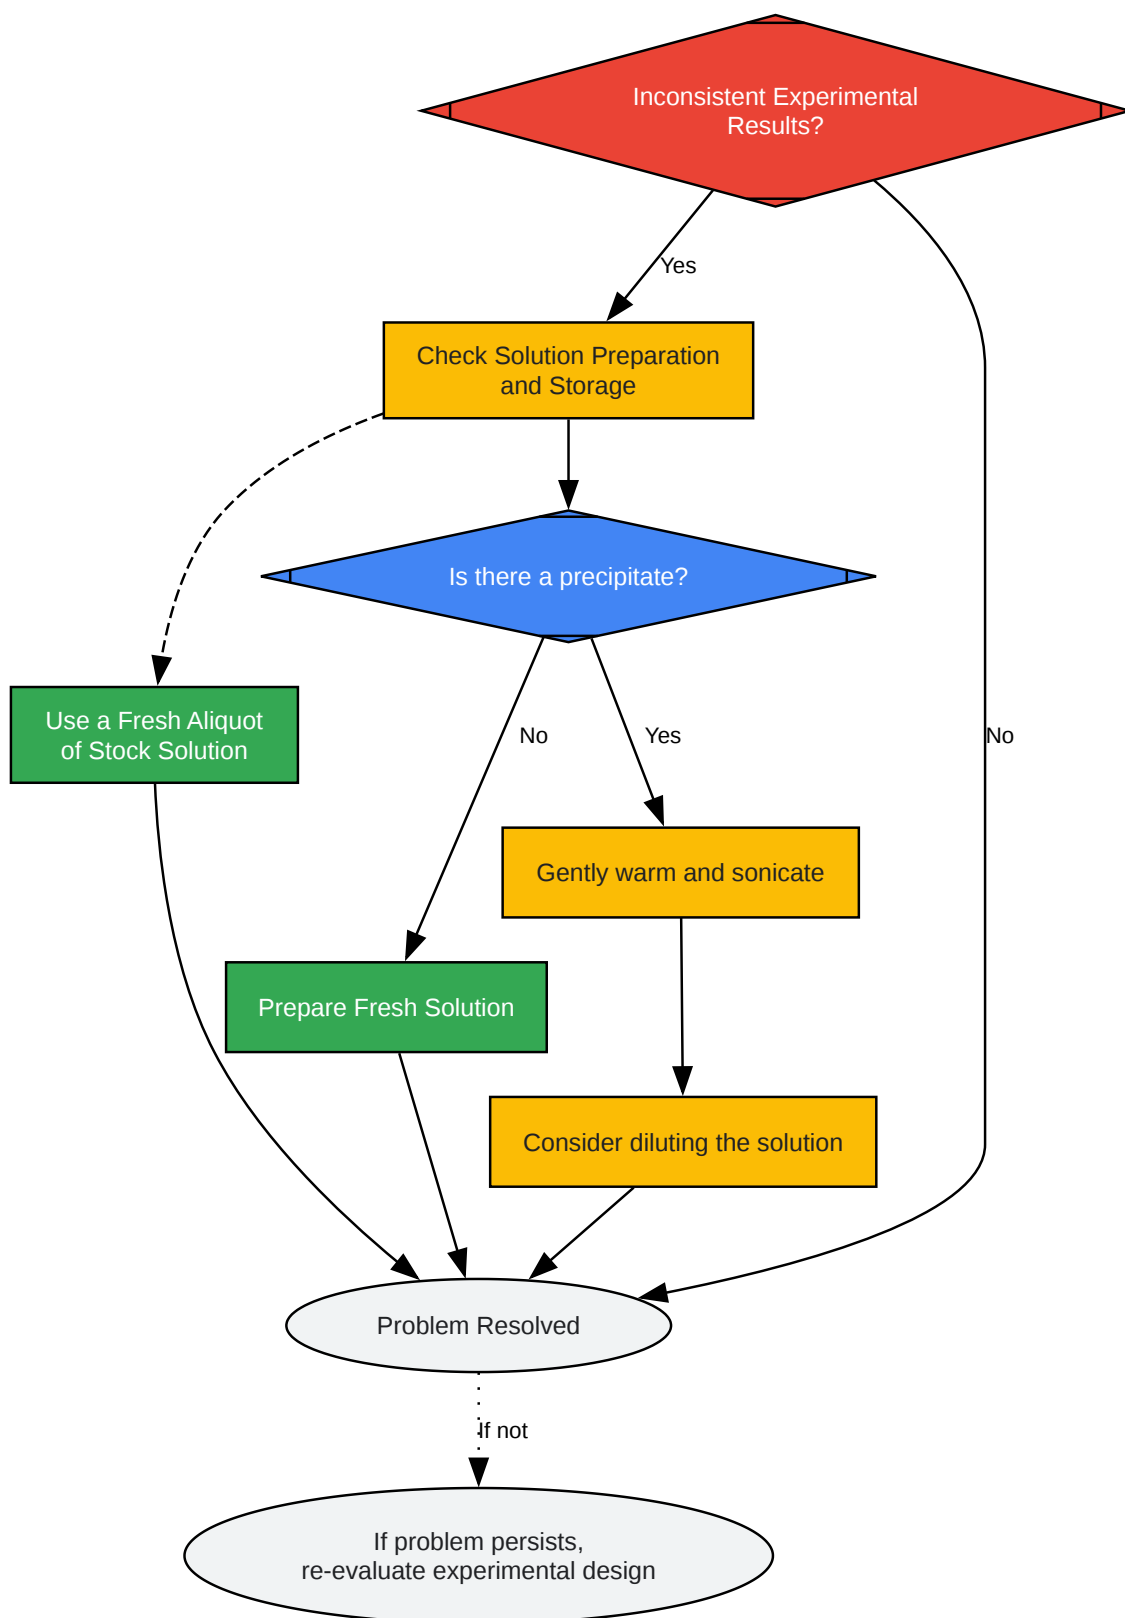 Inconsistent Experimental
Results?
Yes
Check Solution Preparation
and Storage
Is there a precipitate?
Use a Fresh Aliquot
of Stock Solution
No
Yes
No
Gently warm and sonicate
Prepare Fresh Solution
Consider diluting the solution
Problem Resolved
If not
If problem persists,
re-evaluate experimental design